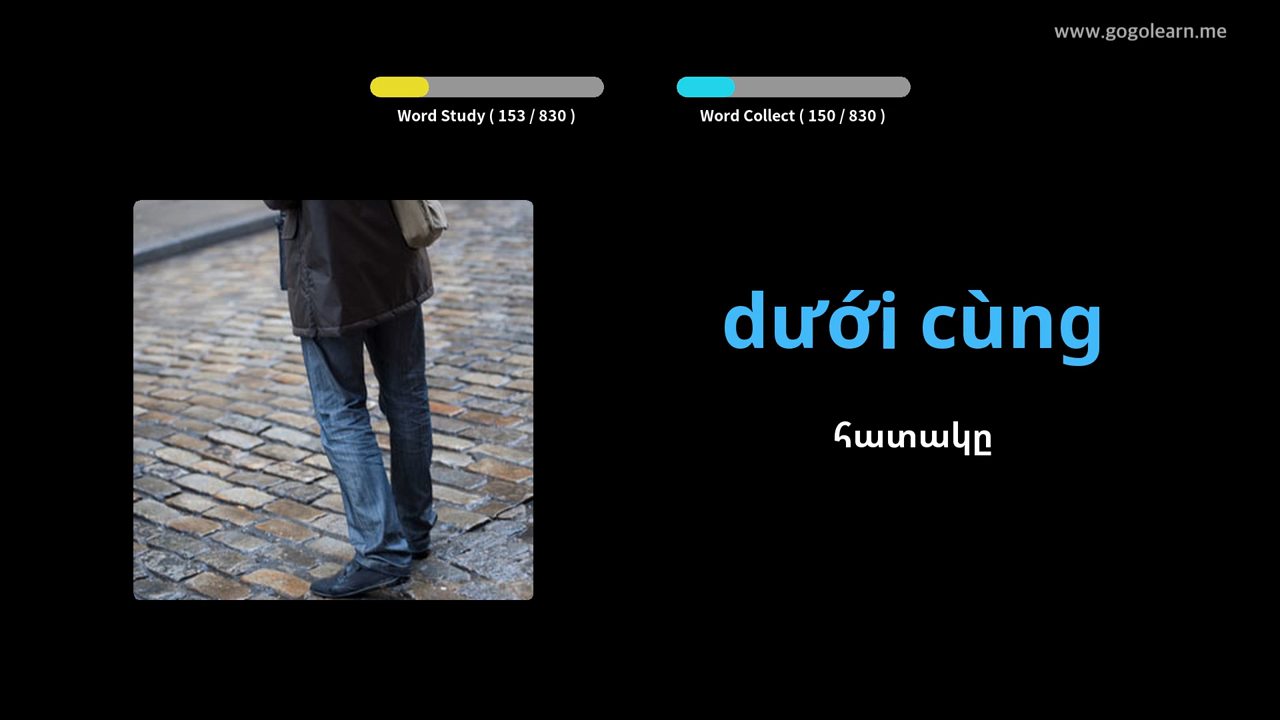 www.gogolearn.me
Word Study ( 153 / 830 )
Word Collect ( 150 / 830 )
dưới cùng
հատակը